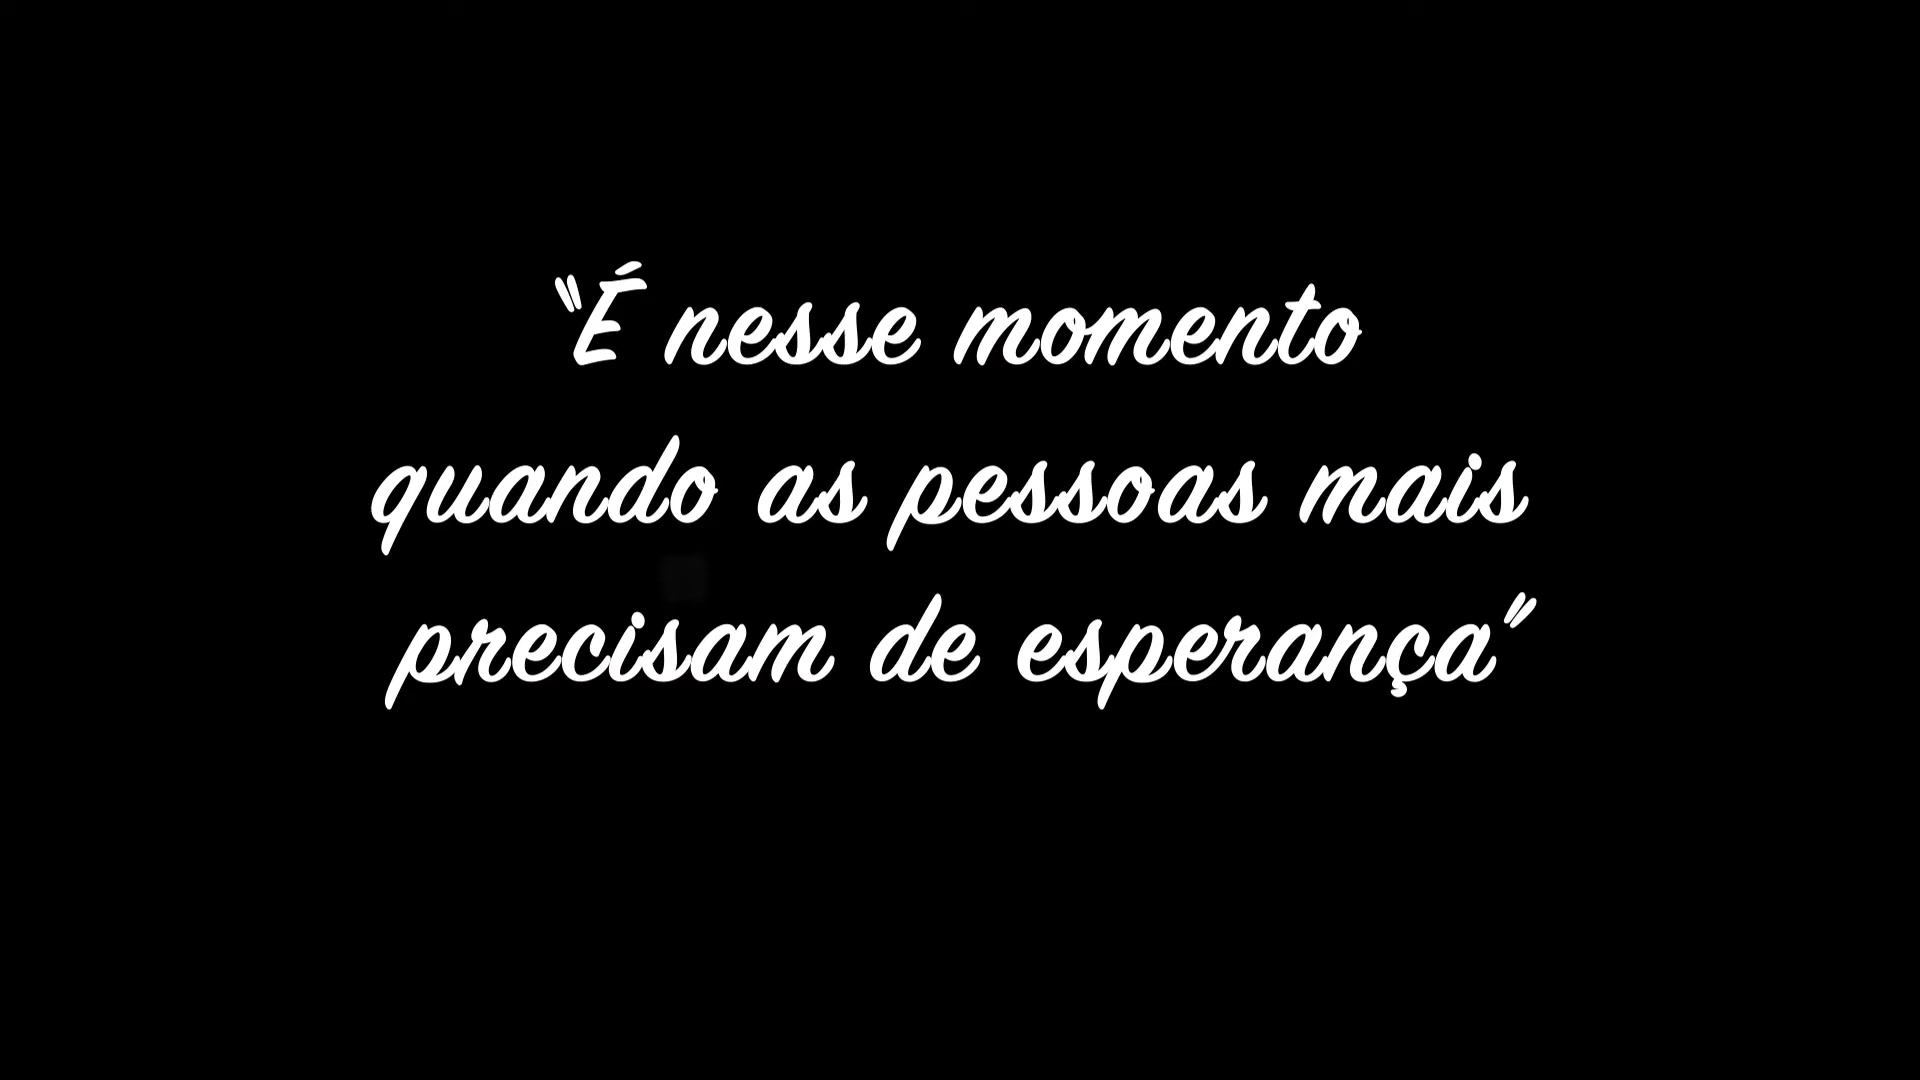 “É nesse momento
quando as pessoas mais
precisam de esperança”